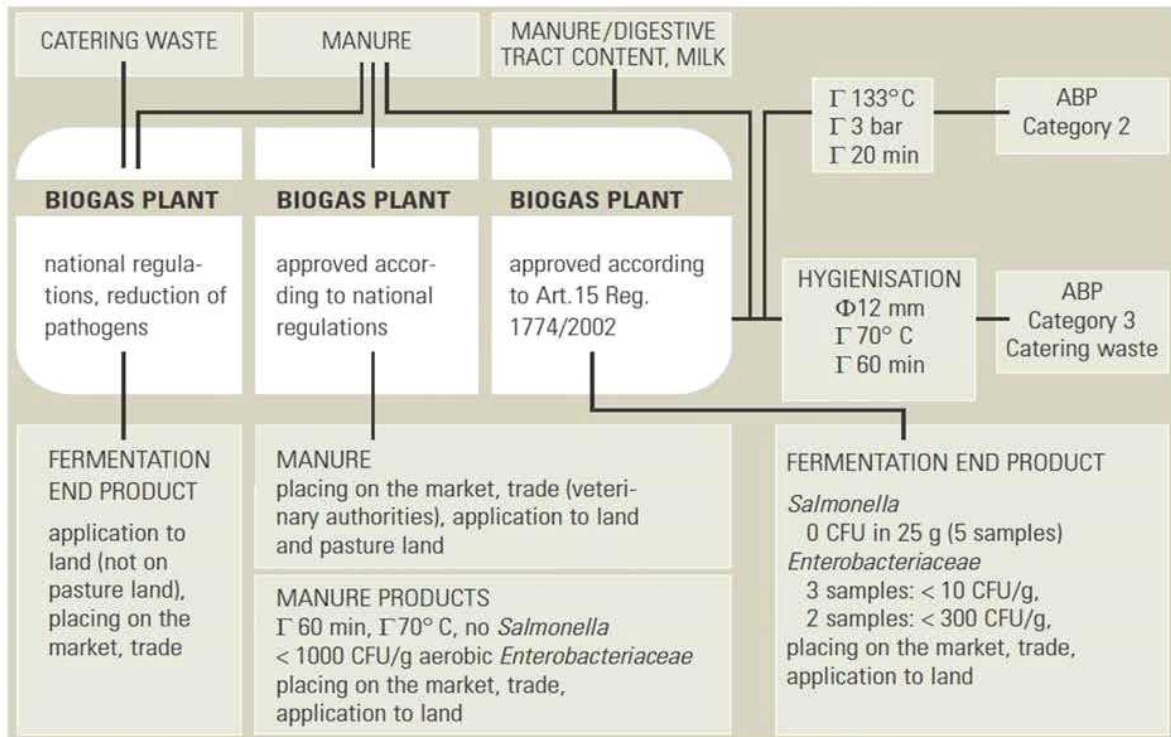 CATERING WASTE
MANURE
MANURE/DIGESTIVE
TRACT CONTENT, MILK
Γ 133°C
Γ 3 bar
Γ 20 min
ABP
Category 2
BIOGAS PLANT
national regula-
tions, reduction of
pathogens
BIOGAS PLANT
approved accor-
ding to national
regulations
BIOGAS PLANT
approved according
to Art.15 Reg.
1774/2002
HYGIENISATION
Φ12 mm
Γ 70° C
Γ 60 min
ABP
Category 3
Catering waste
FERMENTATION
END PRODUCT
application to
land (not on
pasture land),
placing on the
market, trade
MANURE
placing on the market, trade (veteri-
nary authorities), application to land
and pasture land
MANURE PRODUCTS
Γ 60 min, Γ70° C, no Salmonella
< 1000 CFU/g aerobic Enterobacteriaceae
placing on the market, trade,
application to land
FERMENTATION END PRODUCT
Salmonella
0 CFU in 25 g (5 samples)
Enterobacteriaceae
3 samples: < 10 CFU/g,
2 samples: < 300 CFU/g,
placing on the market, trade,
application to land